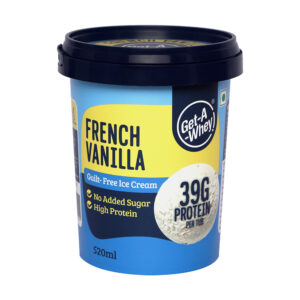 Get-A
-Whey!
FRENCH
VANILLA
Guilt- Free Ice Cream
No Added Sugar
High Protein
39G
PROTEIN
PER TUB
520ml